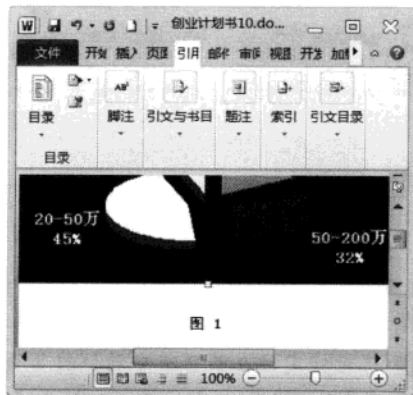 创业计划书10.do...
文件 开始 插入 页面 引用 邮件 审阅 视图 开发 加载
目录 脚注 引文与书目 题注 索引 引文目录
目录
20-50万
45%
50-200万
32%
图 1
100%